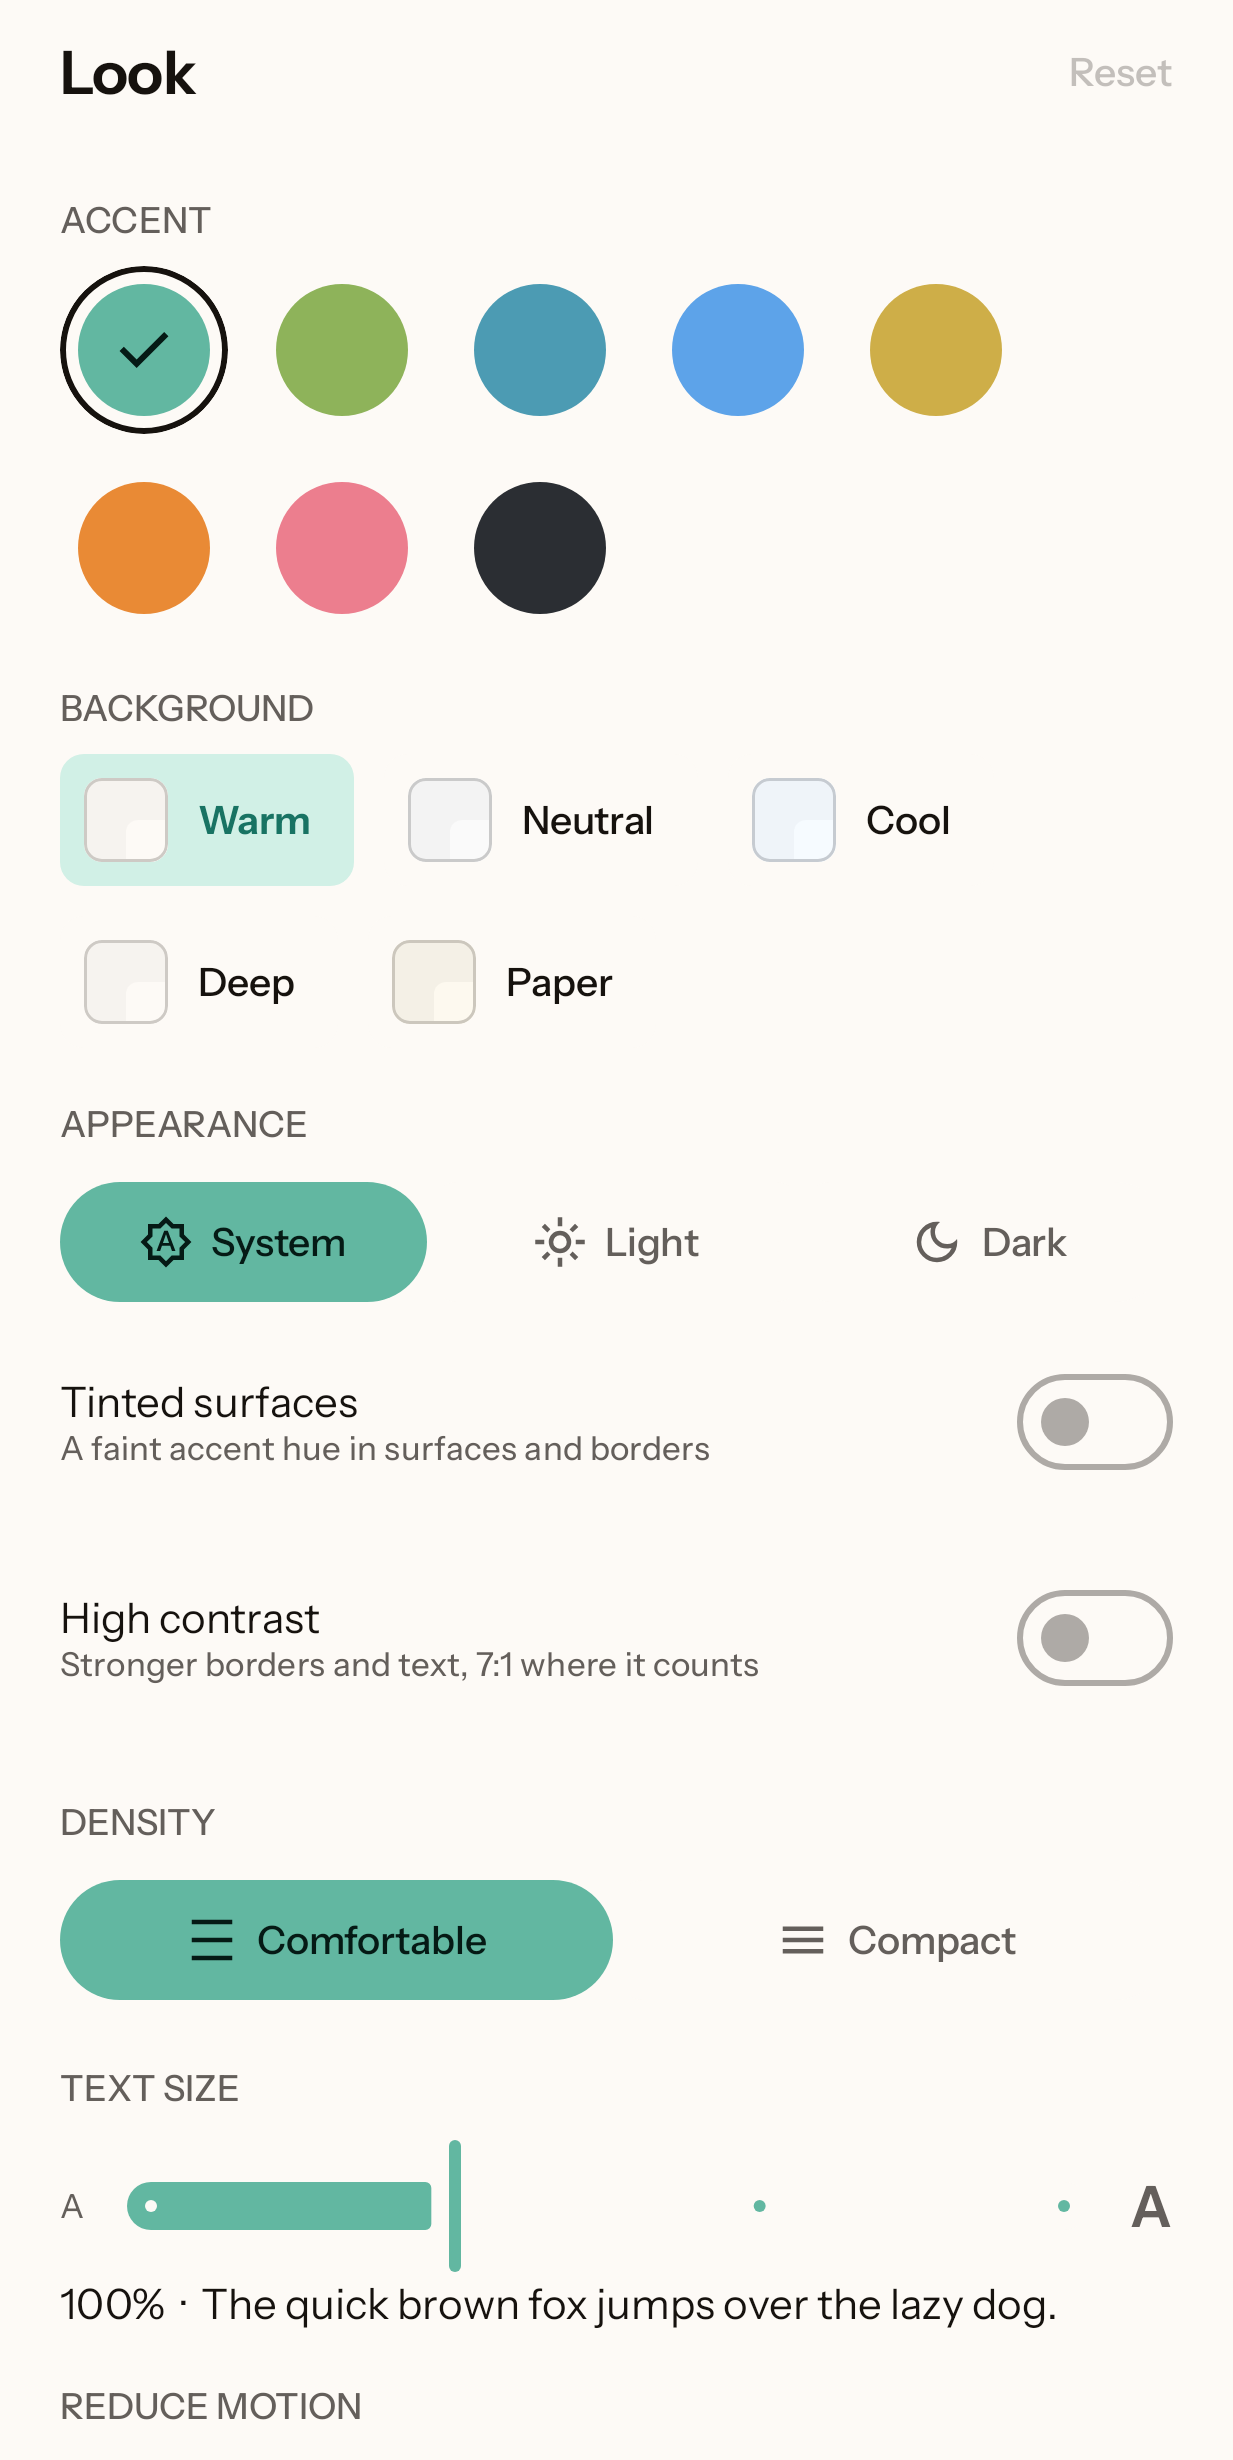 Look
Reset
ACCENT
BACKGROUND
Warm
Neutral
Cool
Deep
Paper
APPEARANCE
A System
Light
Dark
Tinted surfaces
A faint accent hue in surfaces and borders
High contrast
Stronger borders and text, 7:1 where it counts
DENSITY
Comfortable
Compact
TEXT SIZE
A
A
100% · The quick brown fox jumps over the lazy dog.
REDUCE MOTION